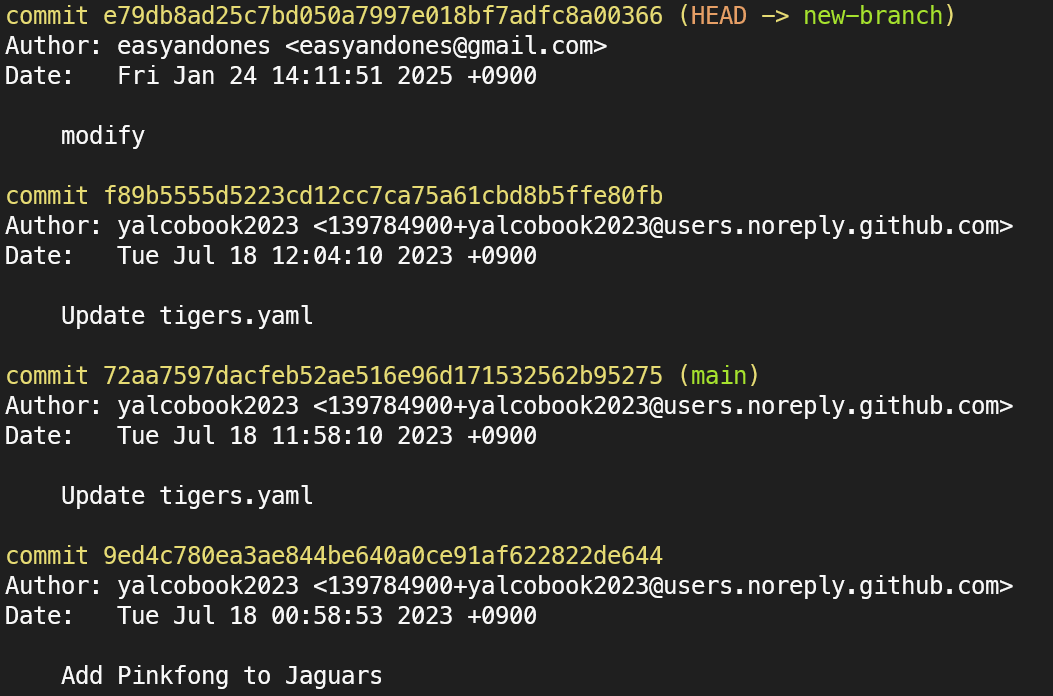 commit e79db8ad25c7bd050a7997e018bf7adfc8a00366 (HEAD -> new-branch)
Author: easyandones <easyandones@gmail.com>
Date:   Fri Jan 24 14:11:51 2025 +0900
modify
commit f89b5555d5223cd12cc7ca75a61cbd8b5ffe80fb
Author: yalcobook2023 <139784900+yalcobook2023@users.noreply.github.com>
Date:   Tue Jul 18 12:04:10 2023 +0900
Update tigers.yaml
commit 72aa7597dacfeb52ae516e96d171532562b95275 (main)
Author: yalcobook2023 <139784900+yalcobook2023@users.noreply.github.com>
Date:   Tue Jul 18 11:58:10 2023 +0900
Update tigers.yaml
commit 9ed4c780ea3ae844be640a0ce91af622822de644
Author: yalcobook2023 <139784900+yalcobook2023@users.noreply.github.com>
Date:   Tue Jul 18 00:58:53 2023 +0900
Add Pinkfong to Jaguars